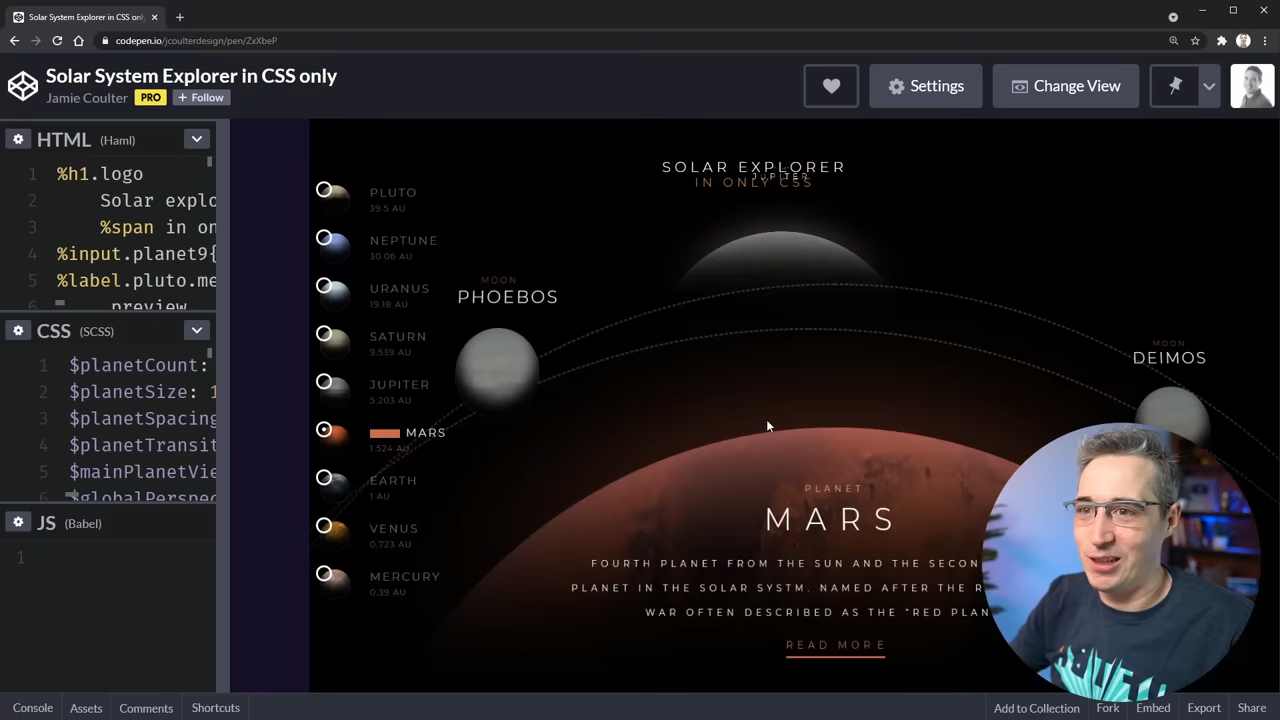 Solar System Explorer in CSS onl
codepen.io/jcoulterdesign/pen/ZxXbeP
Solar System Explorer in CSS only
Jamie Coulter PRO + Follow
Settings
Change View
HTML (Haml)
1 %h1.logo
2 Solar explo
3 %span in on
4 %input.planet9{
5 %label.pluto.me
6 preview
CSS (SCSS)
1 $planetCount:
2 $planetSize: 1
3 $planetSpacing
4 $planetTransit
5 $mainPlanetVie
6 $globalPerspec
JS (Babel)
1
SOLAR EXPLORER
JUPITER
IN ONLY CSS
PLUTO
39.5 AU
NEPTUNE
30.06 AU
URANUS
19.18 AU
SATURN
9.539 AU
JUPITER
5.203 AU
MARS
1.524 AU
EARTH
1 AU
VENUS
0.723 AU
MERCURY
0.39 AU
MOON
PHOEBOS
MOON
DEIMOS
PLANET
MARS
FOURTH PLANET FROM THE SUN AND THE SECON
PLANET IN THE SOLAR SYSTM. NAMED AFTER THE R
WAR OFTEN DESCRIBED AS THE "RED PLAN
READ MORE
Console Assets Comments Shortcuts
Add to Collection Fork Embed Export Share